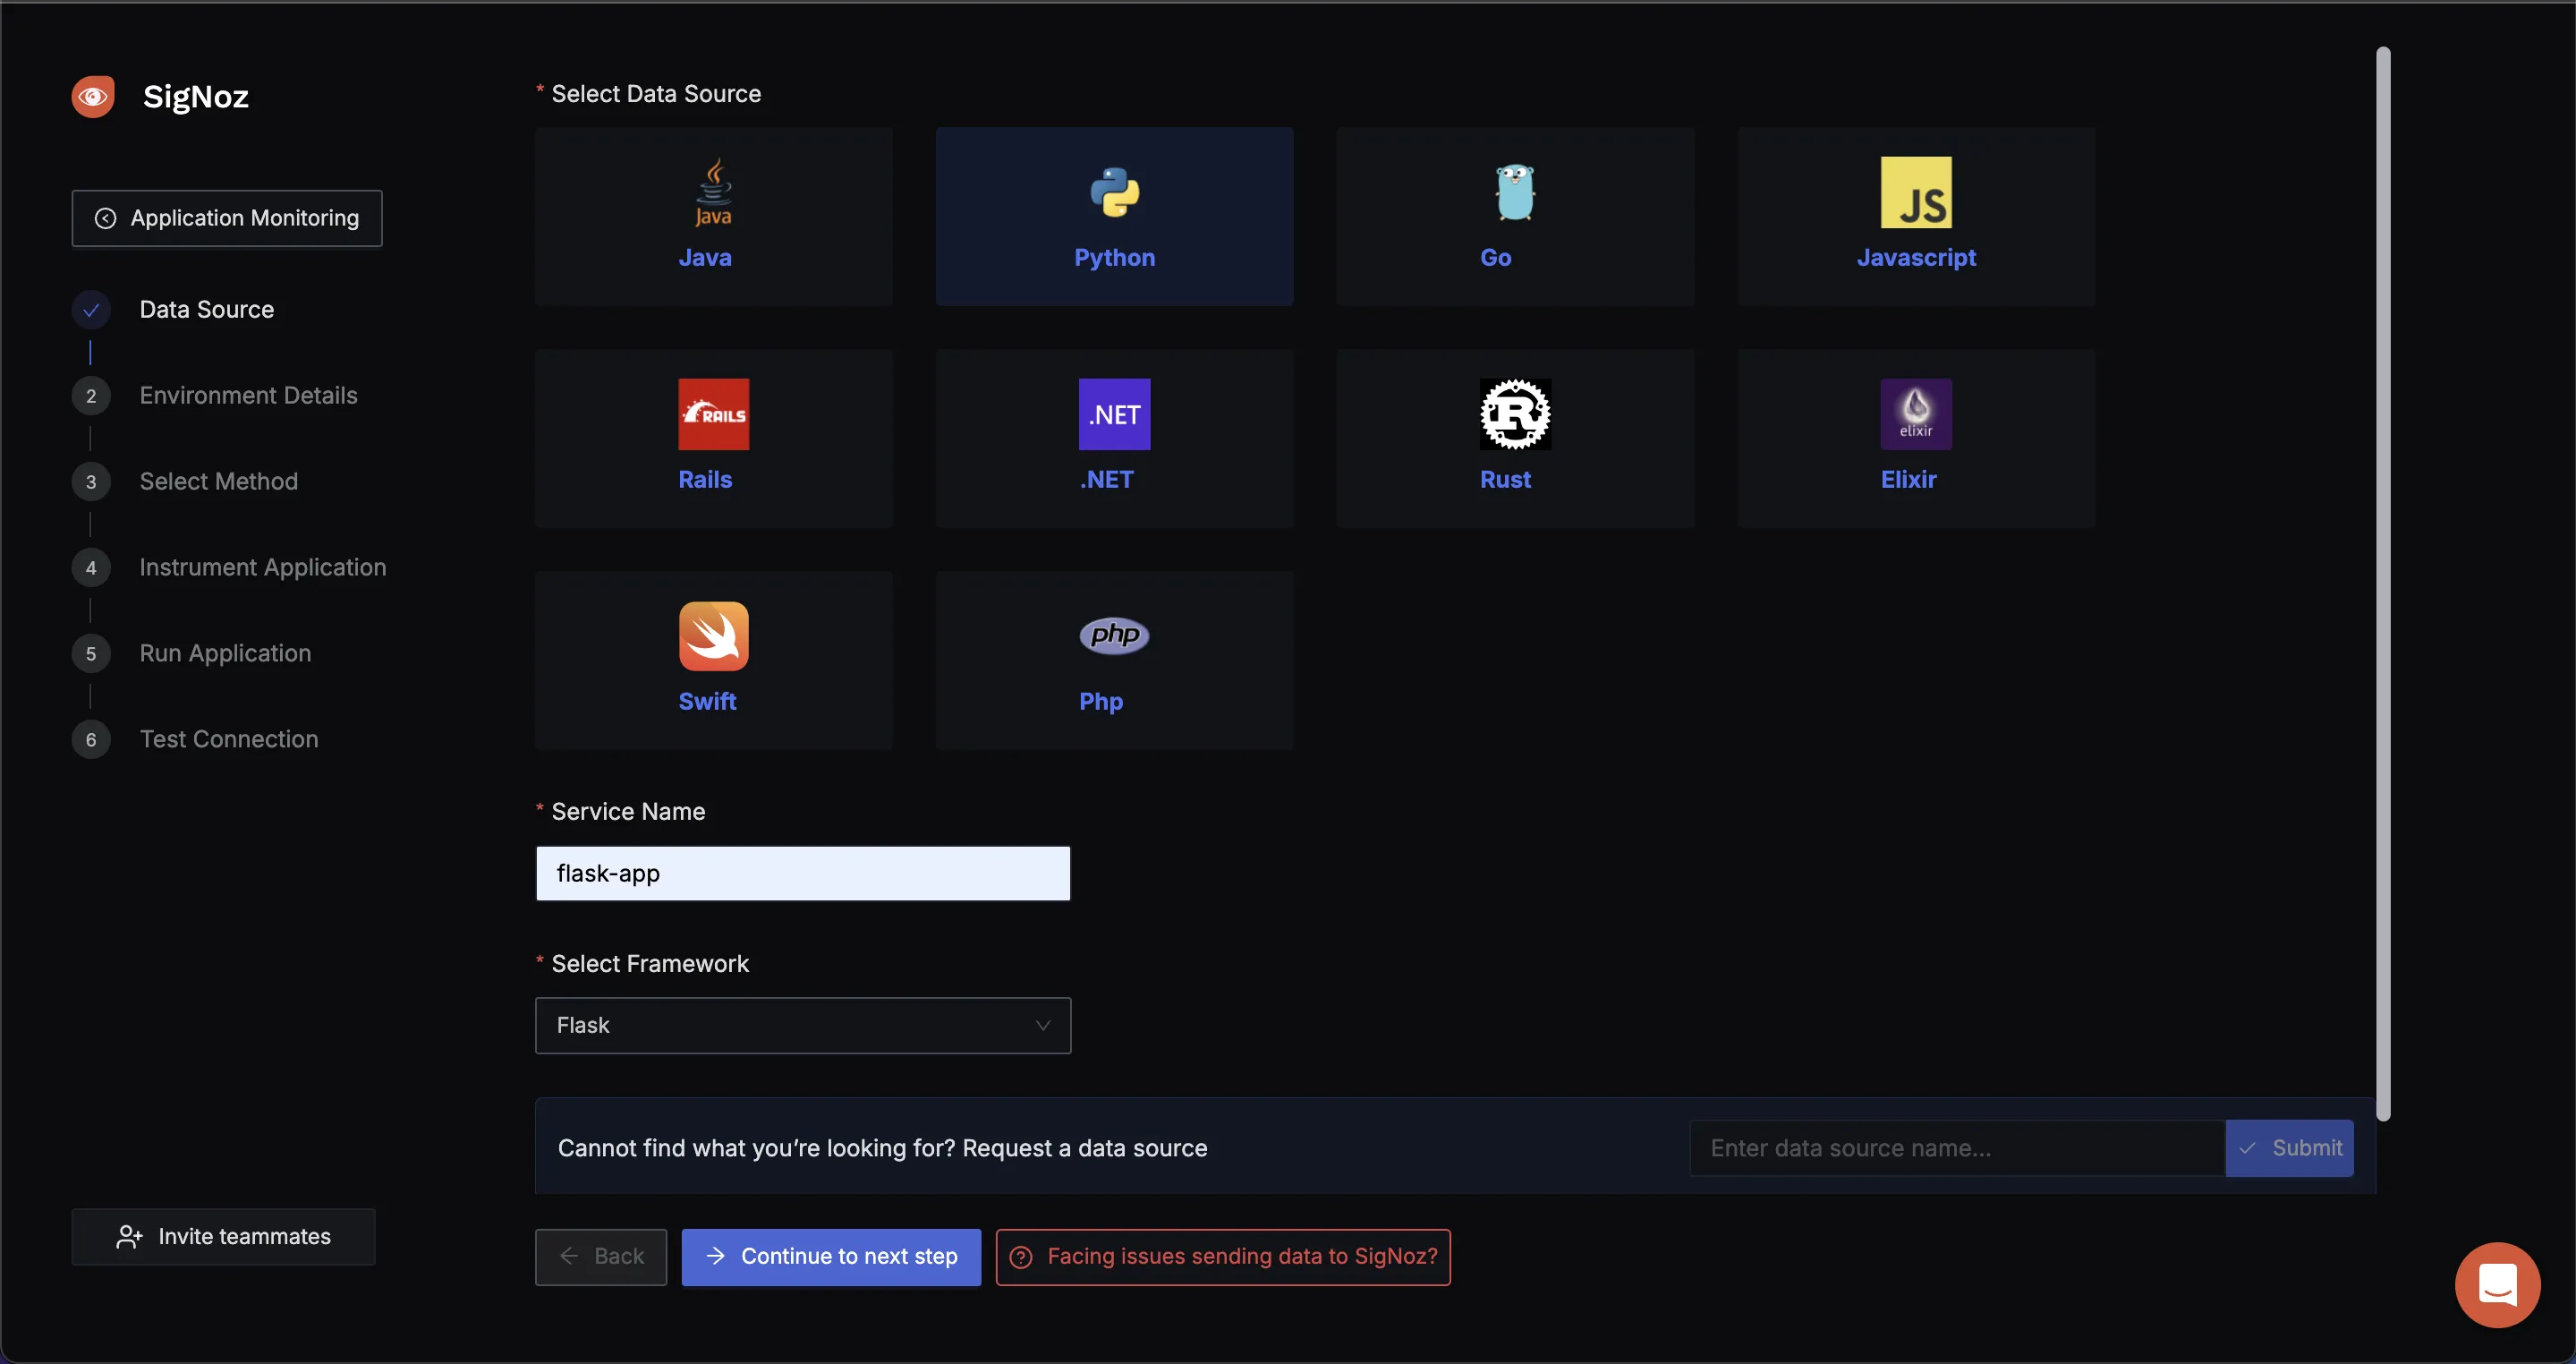 SigNoz
Application Monitoring
Data Source
2 Environment Details
3 Select Method
4 Instrument Application
5 Run Application
6 Test Connection
Invite teammates
* Select Data Source
Java
Java
Python
Go
JS
Javascript
RAILS
Rails
.NET
.NET
R
Rust
elixir
Elixir
Swift
php
Php
* Service Name
flask-app
* Select Framework
Flask
Cannot find what you’re looking for? Request a data source
Enter data source name...
Submit
Back
Continue to next step
Facing issues sending data to SigNoz?